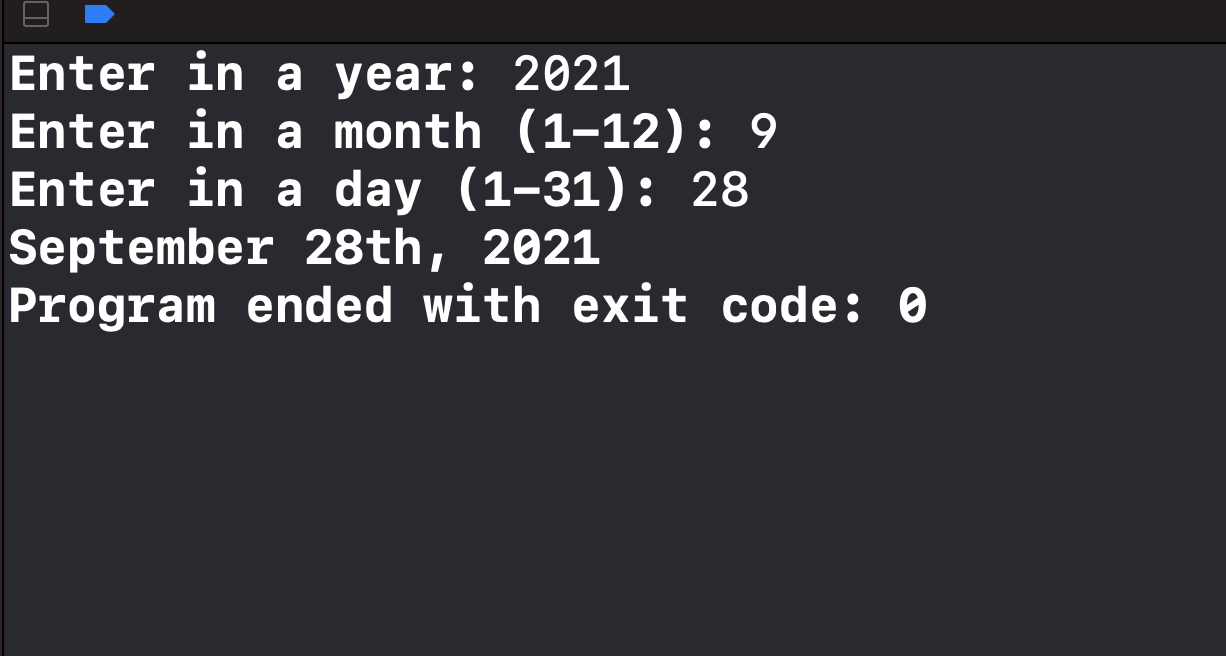 Enter in a year: 2021
Enter in a month (1-12): 9
Enter in a day (1-31): 28
September 28th, 2021
Program ended with exit code: 0